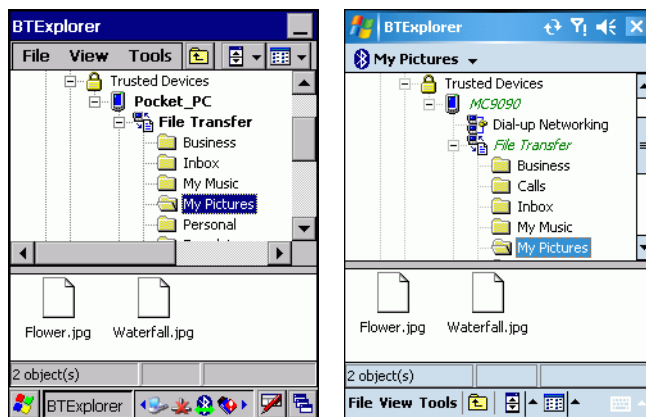 BTExplorer
File View Tools
Trusted Devices
Pocket_PC
File Transfer
Business
Inbox
My Music
My Pictures
Personal
Flower.jpg Waterfall.jpg
2 object(s)
BTExplorer
BTExplorer
My Pictures
Trusted Devices
MC9090
Dial-up Networking
File Transfer
Business
Calls
Inbox
My Music
My Pictures
Flower.jpg Waterfall.jpg
2 object(s)
File View Tools